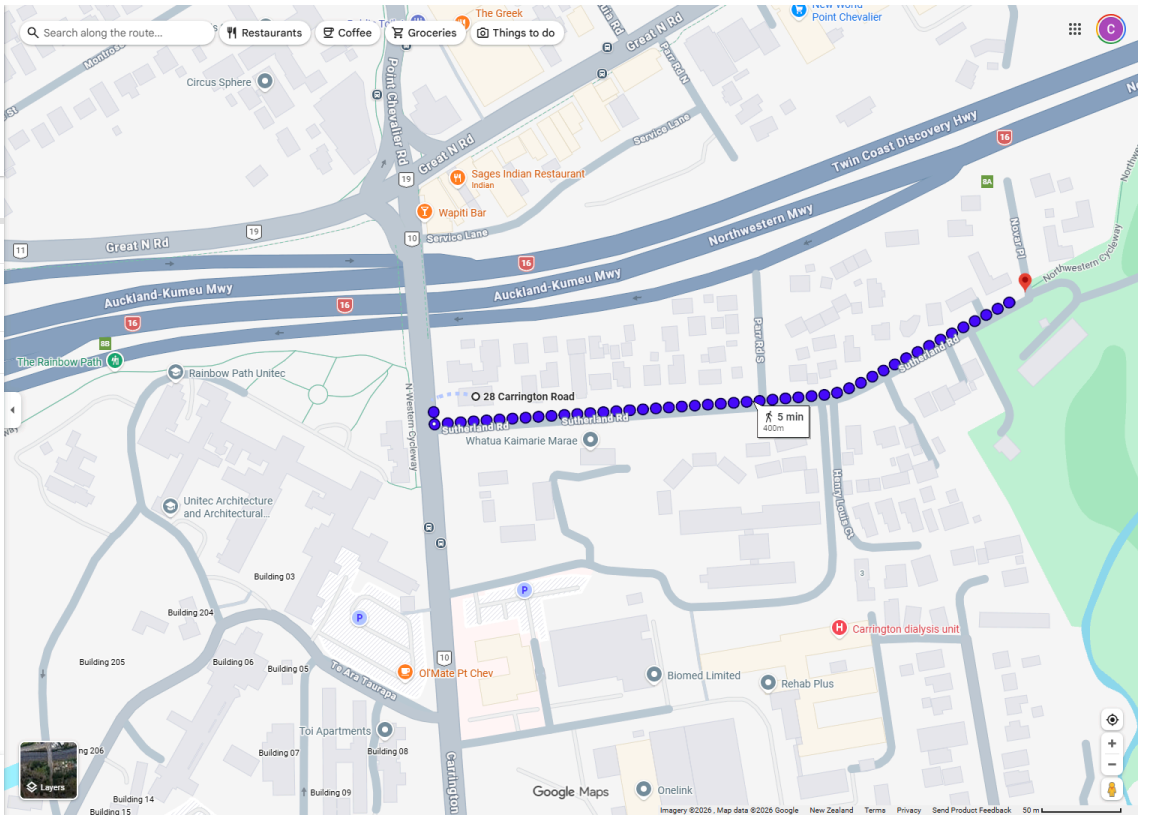 Search along the route...
Restaurants
Coffee
Groceries
Things to do
The Greek
New World
Point Chevalier
C
Circus Sphere
Point Chevalier Rd
Great N Rd
Parr Rd N
Service Lane
Twin Coast Discovery Hwy
16
8A
Sages Indian Restaurant
Indian
19
Wapiti Bar
10
Service Lane
Great N Rd
19
11
Great N Rd
Northwestern Mwy
16
Auckland-Kumeu Mwy
Auckland-Kumeu Mwy
16
16
8B
The Rainbow Path
Rainbow Path Unitec
Novar Pl
Northwestern Cycleway
Parr Rd S
N Western Cycleway
28 Carrington Road
Sutherland Rd
Sutherland Rd
Sutherland Rd
5 min
400m
Whatua Kaimarie Marae
Henry Louis Ct
Unitec Architecture
and Architectural...
Building 03
P
P
3
Building 204
Carrington dialysis unit
Building 205
Building 06
Building 05
10
Te Ara Taurapa
Ol'Mate Pt Chev
Biomed Limited
Rehab Plus
Toi Apartments
ng 206
Building 07
Building 08
Carrington
Layers
Building 09
Building 14
Building 15
Onelink
Google Maps
Imagery ©2026 , Map data ©2026 Google
New Zealand
Terms
Privacy
Send Product Feedback
50 m